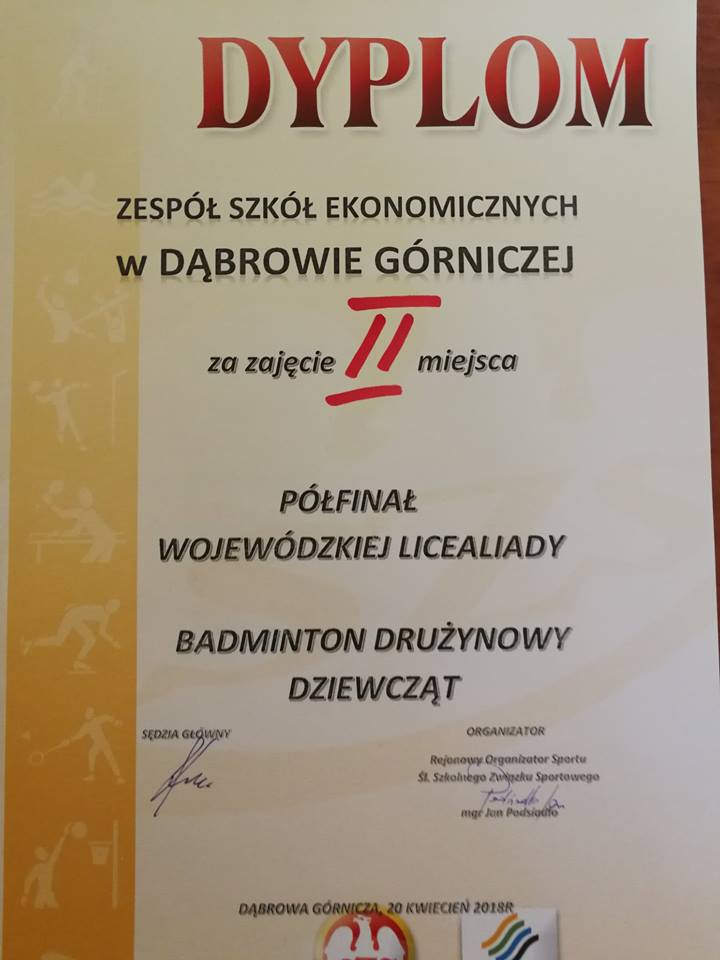 DYPLOM
ZESPÓŁ SZKÓŁ EKONOMICZNYCH
w DĄBROWIE GÓRNICZEJ
za zajęcie II miejsca
PÓŁFINAŁ
WOJEWÓDZKIEJ LICEALIADY
BADMINTON DRUŻYNOWY
DZIEWCZĄT
SĘDZIA GŁÓWNY
ORGANIZATOR
Rejonowy Organizator Sportu
Śl. Szkolnego Związku Sportowego
mgr Jan Podsiadło
DĄBROWA GÓRNICZA, 20 KWIECIEŃ 2018R